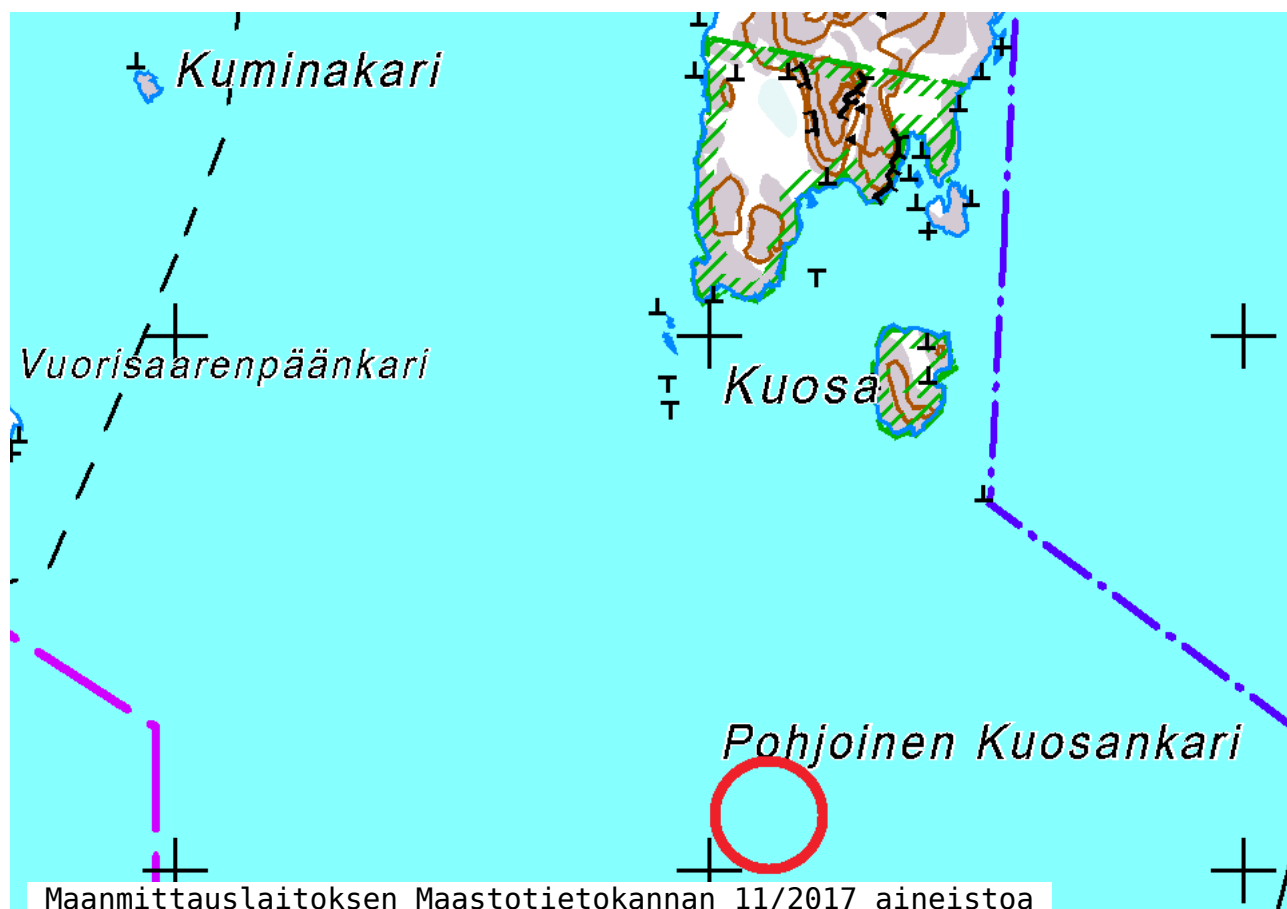 Kuminakari
Vuorisaarenpäänkari
Kuosa
Pohjoinen Kuosankari
Maanmittauslaitoksen Maastotietokannan 11/2017 aineistoa